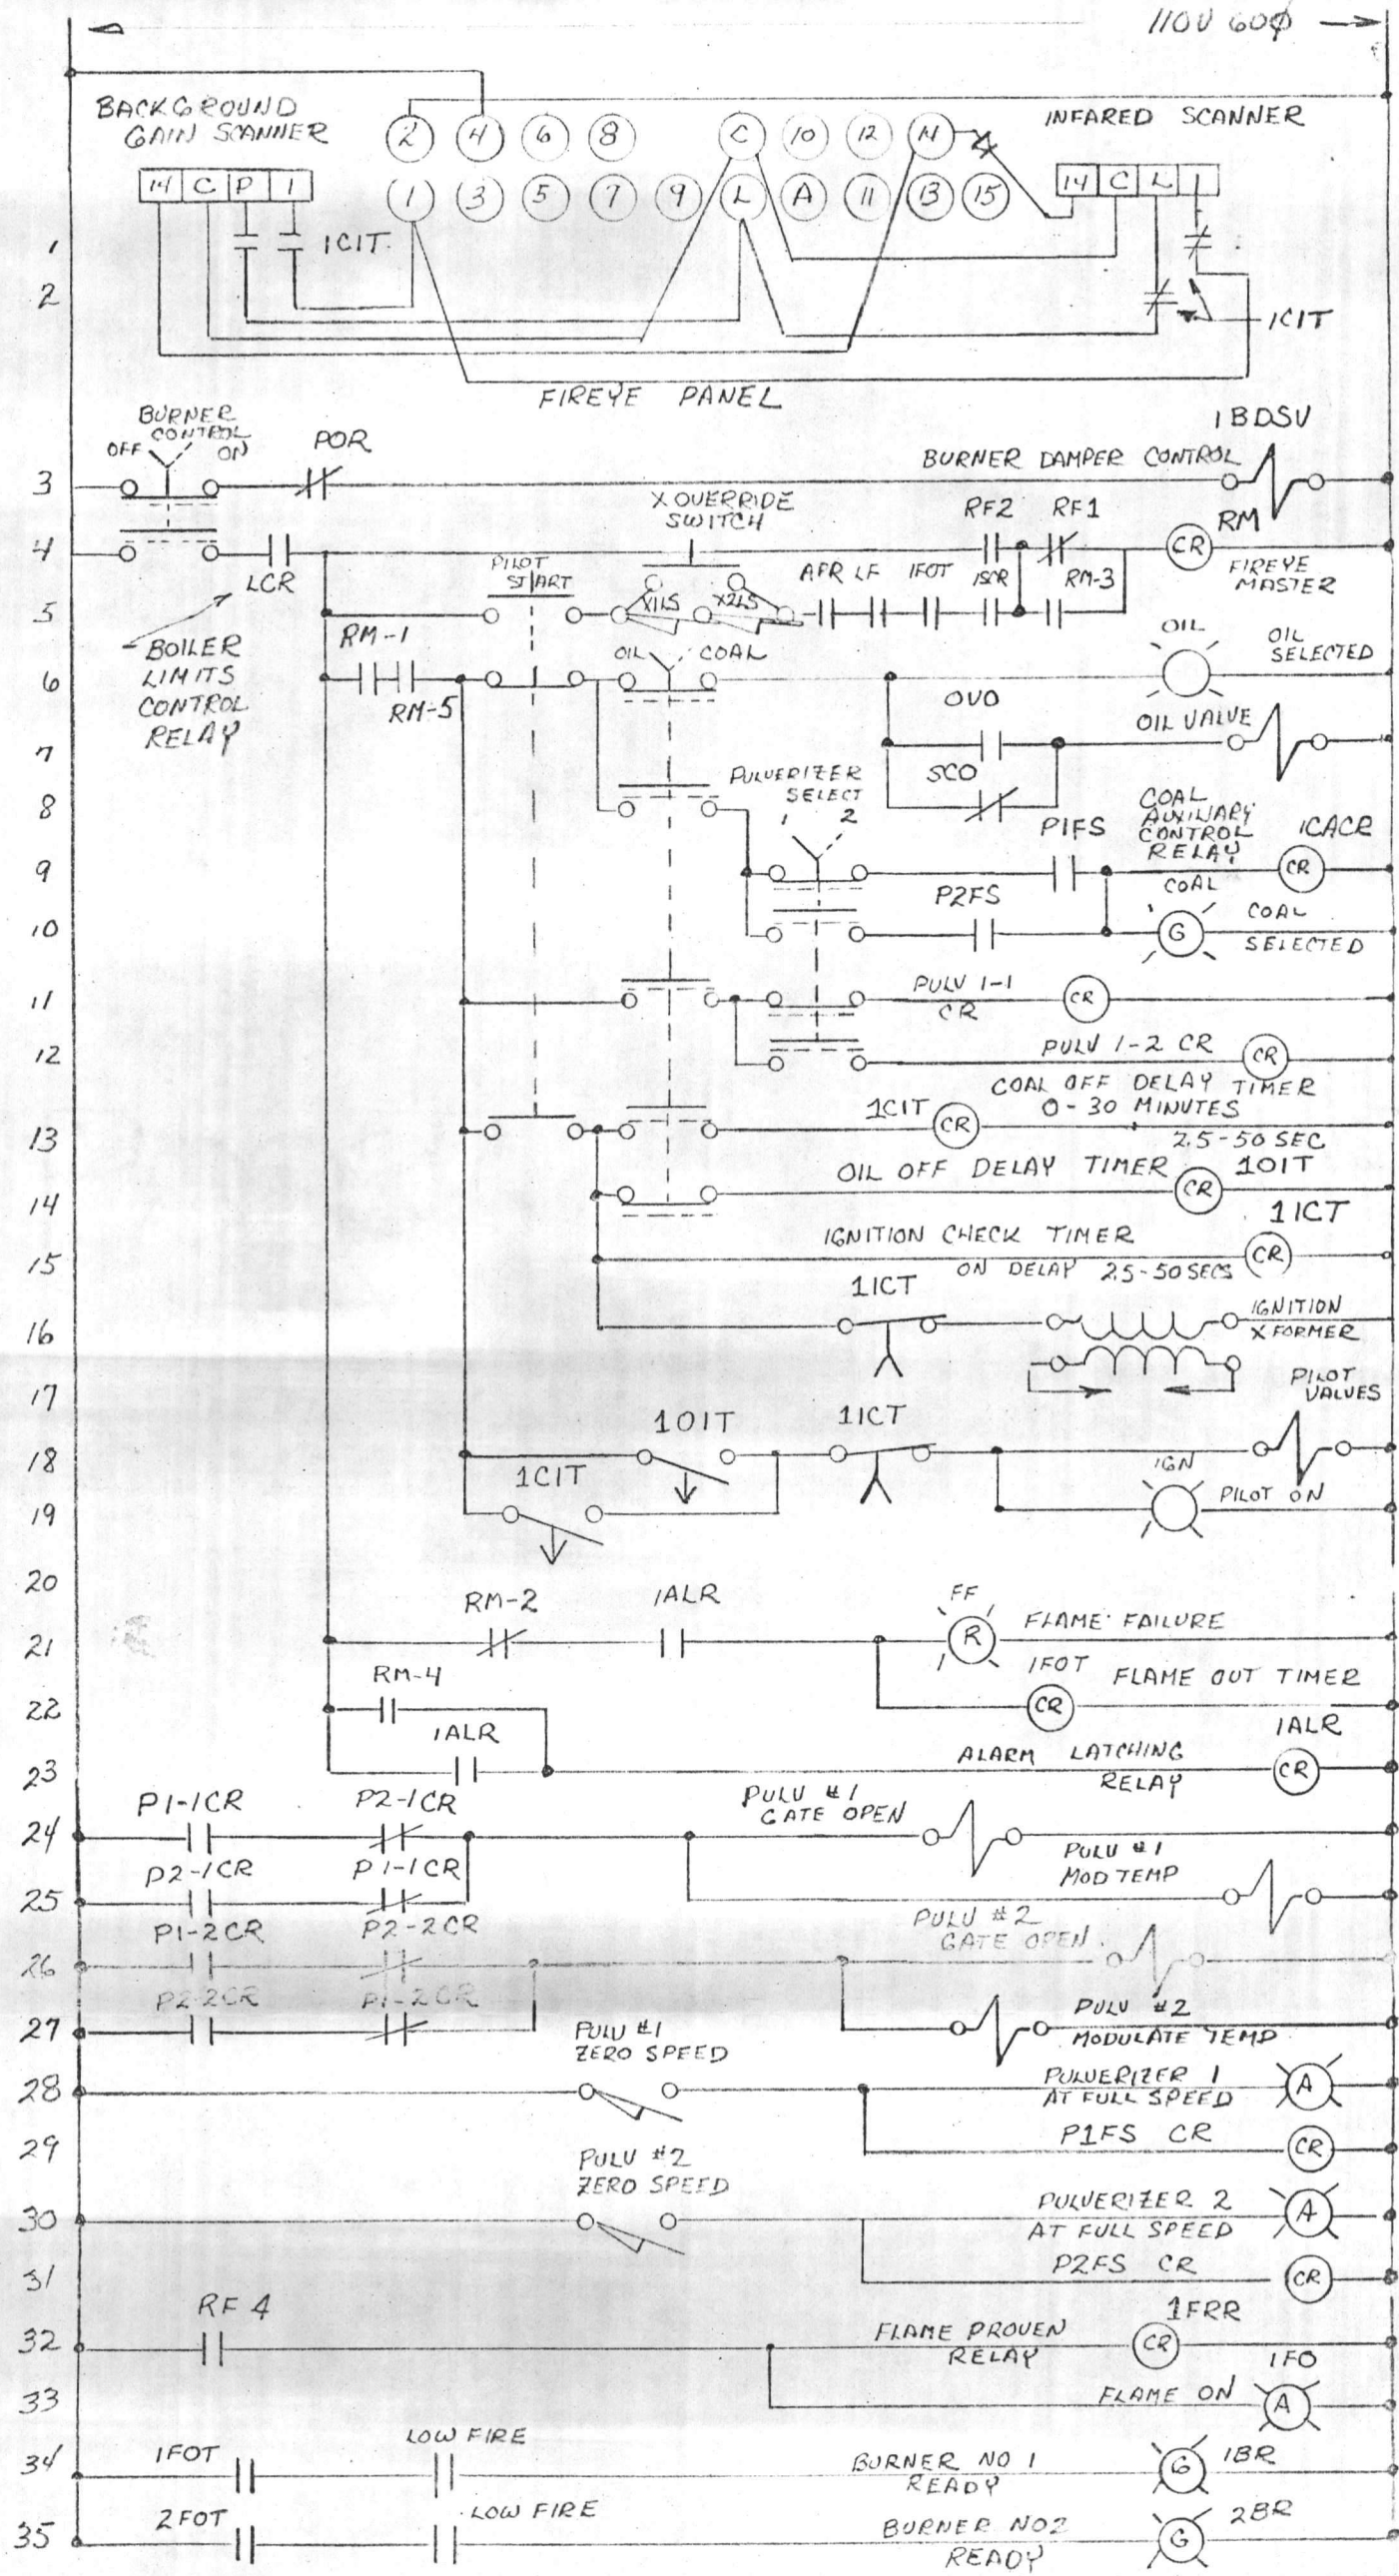 110V 60ϕ
BACKGROUND
GAIN SCANNER
INFARED SCANNER
2 4 6 8 C 10 12 14
14 C P 1
1 3 5 7 9 L A 11 13 15
14 C L 1
1
1CIT
2
1CIT
FIREYE PANEL
BURNER
CONTROL
OFF ON
POR
1BDSV
BURNER DAMPER CONTROL
3
X OVERRIDE
SWITCH
RF2 RF1
RM
4
CR
LCR
PILOT
START
APR LF 1FOT 1SCR
RM-3
FIREYE
MASTER
X1LS X2LS
5
RM-1
BOILER
LIMITS
CONTROL
RELAY
OIL COAL
OIL
OIL
SELECTED
6
RM-5
OVO
OIL VALVE
7
SCO
PULVERIZER
SELECT
1 2
8
COAL
AUXILIARY
CONTROL
RELAY
P1FS
1CACR
9
CR
P2FS
COAL
COAL
SELECTED
10
G
11
PULV 1-1
CR
CR
12
PULV 1-2 CR
CR
COAL OFF DELAY TIMER
0-30 MINUTES
13
1CIT
CR
25-50 SEC
OIL OFF DELAY TIMER
1OIT
14
CR
1ICT
IGNITION CHECK TIMER
15
CR
ON DELAY 25-50 SECS
1ICT
IGNITION
X FORMER
16
17
PILOT
VALVES
1OIT
1ICT
18
1CIT
IGN
PILOT ON
19
20
RM-2
1ALR
FF
FLAME FAILURE
21
R
RM-4
1FOT
FLAME OUT TIMER
22
CR
1ALR
1ALR
ALARM LATCHING
RELAY
23
CR
P1-1CR
P2-1CR
PULV #1
GATE OPEN
24
P2-1CR
P1-1CR
PULV #1
MOD TEMP
25
P1-2CR
P2-2CR
PULV #2
GATE OPEN
26
P2-2CR
P1-2CR
27
PULV #2
MODULATE TEMP
PULV #1
ZERO SPEED
28
PULVERIZER 1
AT FULL SPEED
A
29
P1FS CR
CR
PULV #2
ZERO SPEED
30
PULVERIZER 2
AT FULL SPEED
A
31
P2FS CR
CR
RF4
1FRR
32
FLAME PROVEN
RELAY
CR
1FO
33
FLAME ON
A
1FOT
LOW FIRE
34
BURNER NO 1
READY
G
1BR
2FOT
LOW FIRE
35
BURNER NO2
READY
G
2BR